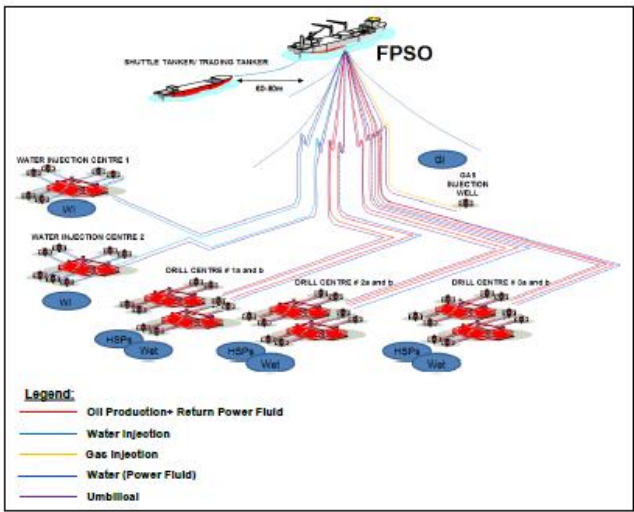 FPSO
SHUTTLE TANKER/ TRADING TANKER
60-80m
WATER INJECTION CENTRE 1
WI
GI
GAS
INJECTION
WELL
WATER INJECTION CENTRE 2
WI
DRILL CENTRE # 1a and b
DRILL CENTRE # 2a and b
DRILL CENTRE # 3a and b
HSPs
Wet
HSPs
Wet
HSPs
Wet
Legend:
Oil Production+ Return Power Fluid
Water Injection
Gas Injection
Water (Power Fluid)
Umbilical